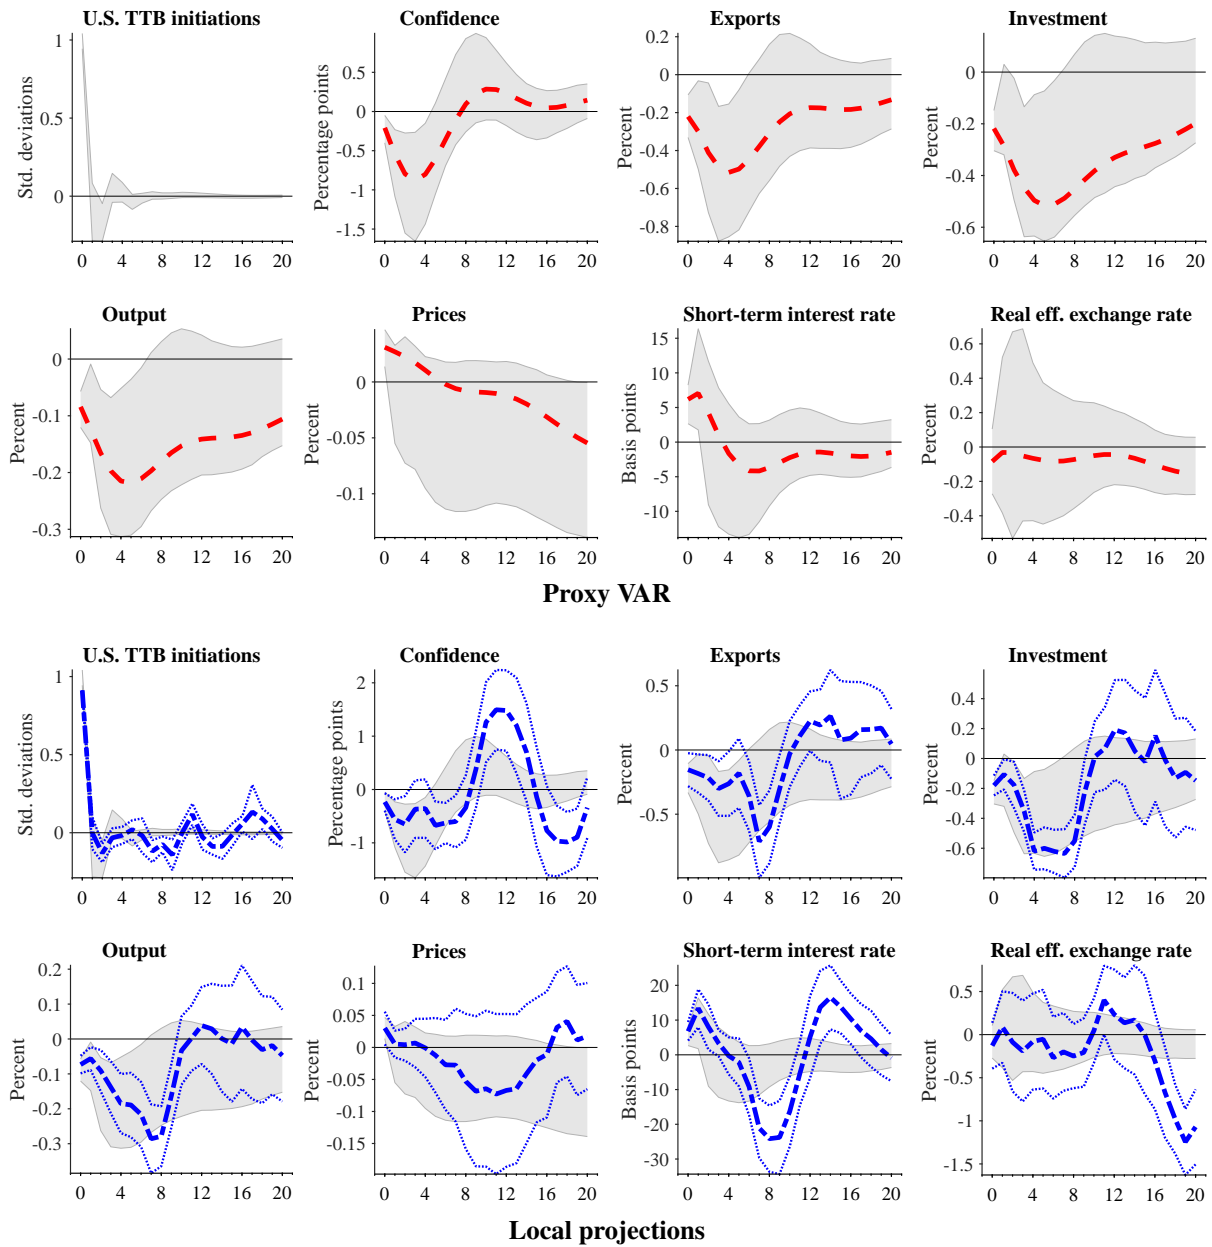 U.S. TTB initiations
Confidence
Exports
Investment
Std. deviations
1
0.5
0
0 4 8 12 16 20
Percentage points
0.5
0
-0.5
-1
-1.5
0 4 8 12 16 20
Percent
0.2
0
-0.2
-0.4
-0.6
-0.8
0 4 8 12 16 20
Percent
0
-0.2
-0.4
-0.6
0 4 8 12 16 20
Output
Prices
Short-term interest rate
Real eff. exchange rate
Percent
0
-0.1
-0.2
-0.3
0 4 8 12 16 20
Percent
0
-0.05
-0.1
0 4 8 12 16 20
Basis points
15
10
5
0
-5
-10
0 4 8 12 16 20
Percent
0.6
0.4
0.2
0
-0.2
-0.4
0 4 8 12 16 20
Proxy VAR
U.S. TTB initiations
Confidence
Exports
Investment
Std. deviations
1
0.5
0
0 4 8 12 16 20
Percentage points
2
1
0
-1
0 4 8 12 16 20
Percent
0.5
0
-0.5
0 4 8 12 16 20
Percent
0.4
0.2
0
-0.2
-0.4
-0.6
0 4 8 12 16 20
Output
Prices
Short-term interest rate
Real eff. exchange rate
Percent
0.2
0.1
0
-0.1
-0.2
-0.3
0 4 8 12 16 20
Percent
0.1
0.05
0
-0.05
-0.1
-0.15
0 4 8 12 16 20
Basis points
20
10
0
-10
-20
-30
0 4 8 12 16 20
Percent
0.5
0
-0.5
-1
-1.5
0 4 8 12 16 20
Local projections